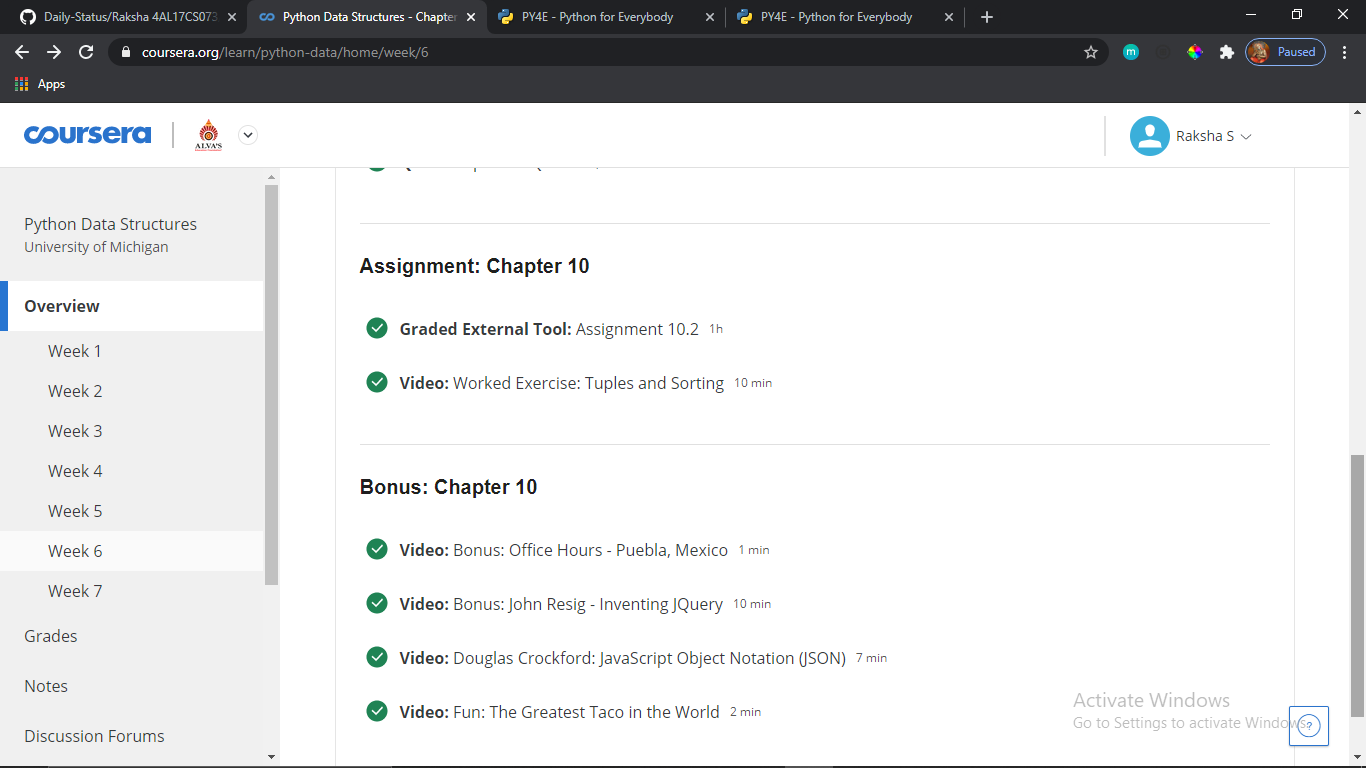 Daily-Status/Raksha 4AL17CS073
Python Data Structures - Chapter
PY4E - Python for Everybody
PY4E - Python for Everybody
coursera.org/learn/python-data/home/week/6
m
Paused
Apps
coursera
ALVA'S
Raksha S
Python Data Structures
University of Michigan
Overview
Week 1
Week 2
Week 3
Week 4
Week 5
Week 6
Week 7
Grades
Notes
Discussion Forums
Assignment: Chapter 10
Graded External Tool: Assignment 10.2 1h
Video: Worked Exercise: Tuples and Sorting 10 min
Bonus: Chapter 10
Video: Bonus: Office Hours - Puebla, Mexico 1 min
Video: Bonus: John Resig - Inventing JQuery 10 min
Video: Douglas Crockford: JavaScript Object Notation (JSON) 7 min
Video: Fun: The Greatest Taco in the World 2 min
Activate Windows
Go to Settings to activate Windows.
?